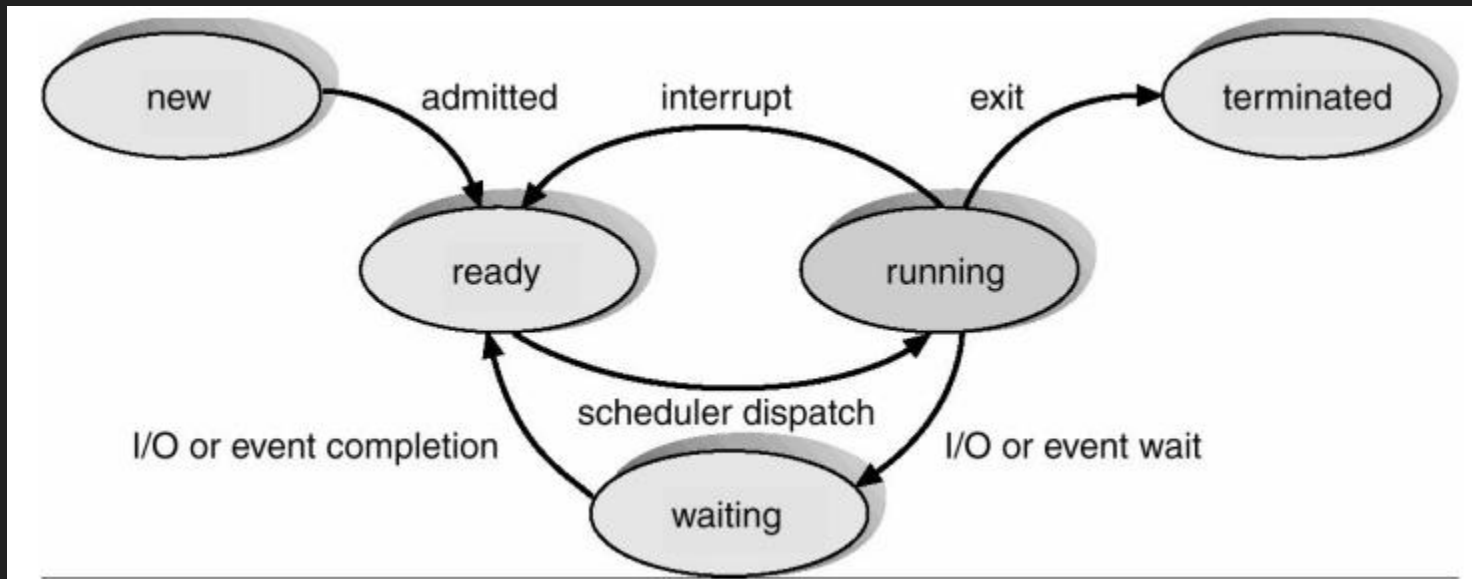 new
admitted
interrupt
exit
terminated
ready
running
scheduler dispatch
I/O or event completion
I/O or event wait
waiting